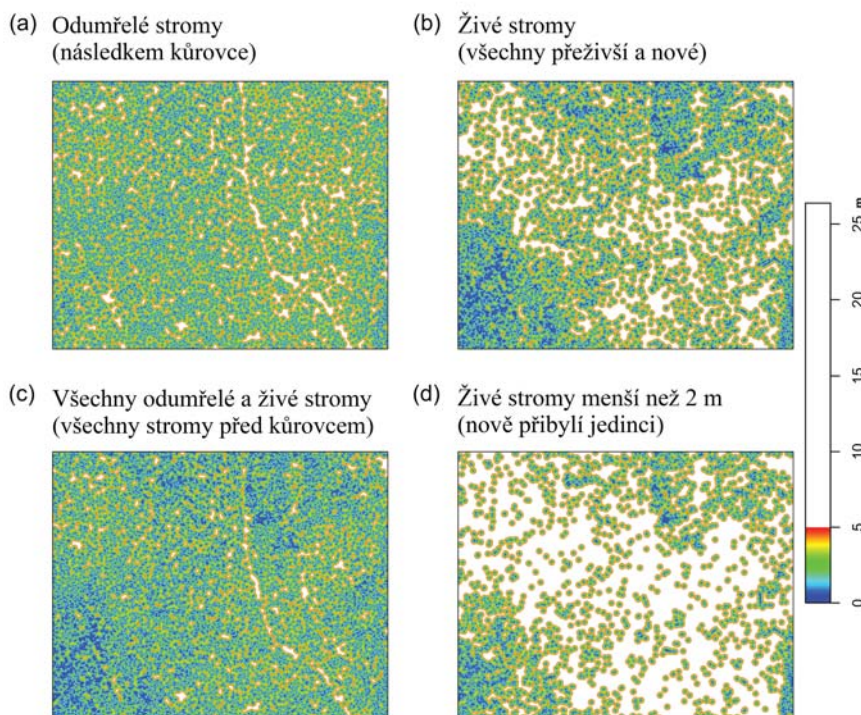 (a) Odumřelé stromy
(následkem kůrovce)
(b) Živé stromy
(všechny přeživší a nové)
m
25
20
15
10
5
0
(c) Všechny odumřelé a živé stromy
(všechny stromy před kůrovcem)
(d) Živé stromy menší než 2 m
(nově přibylí jedinci)